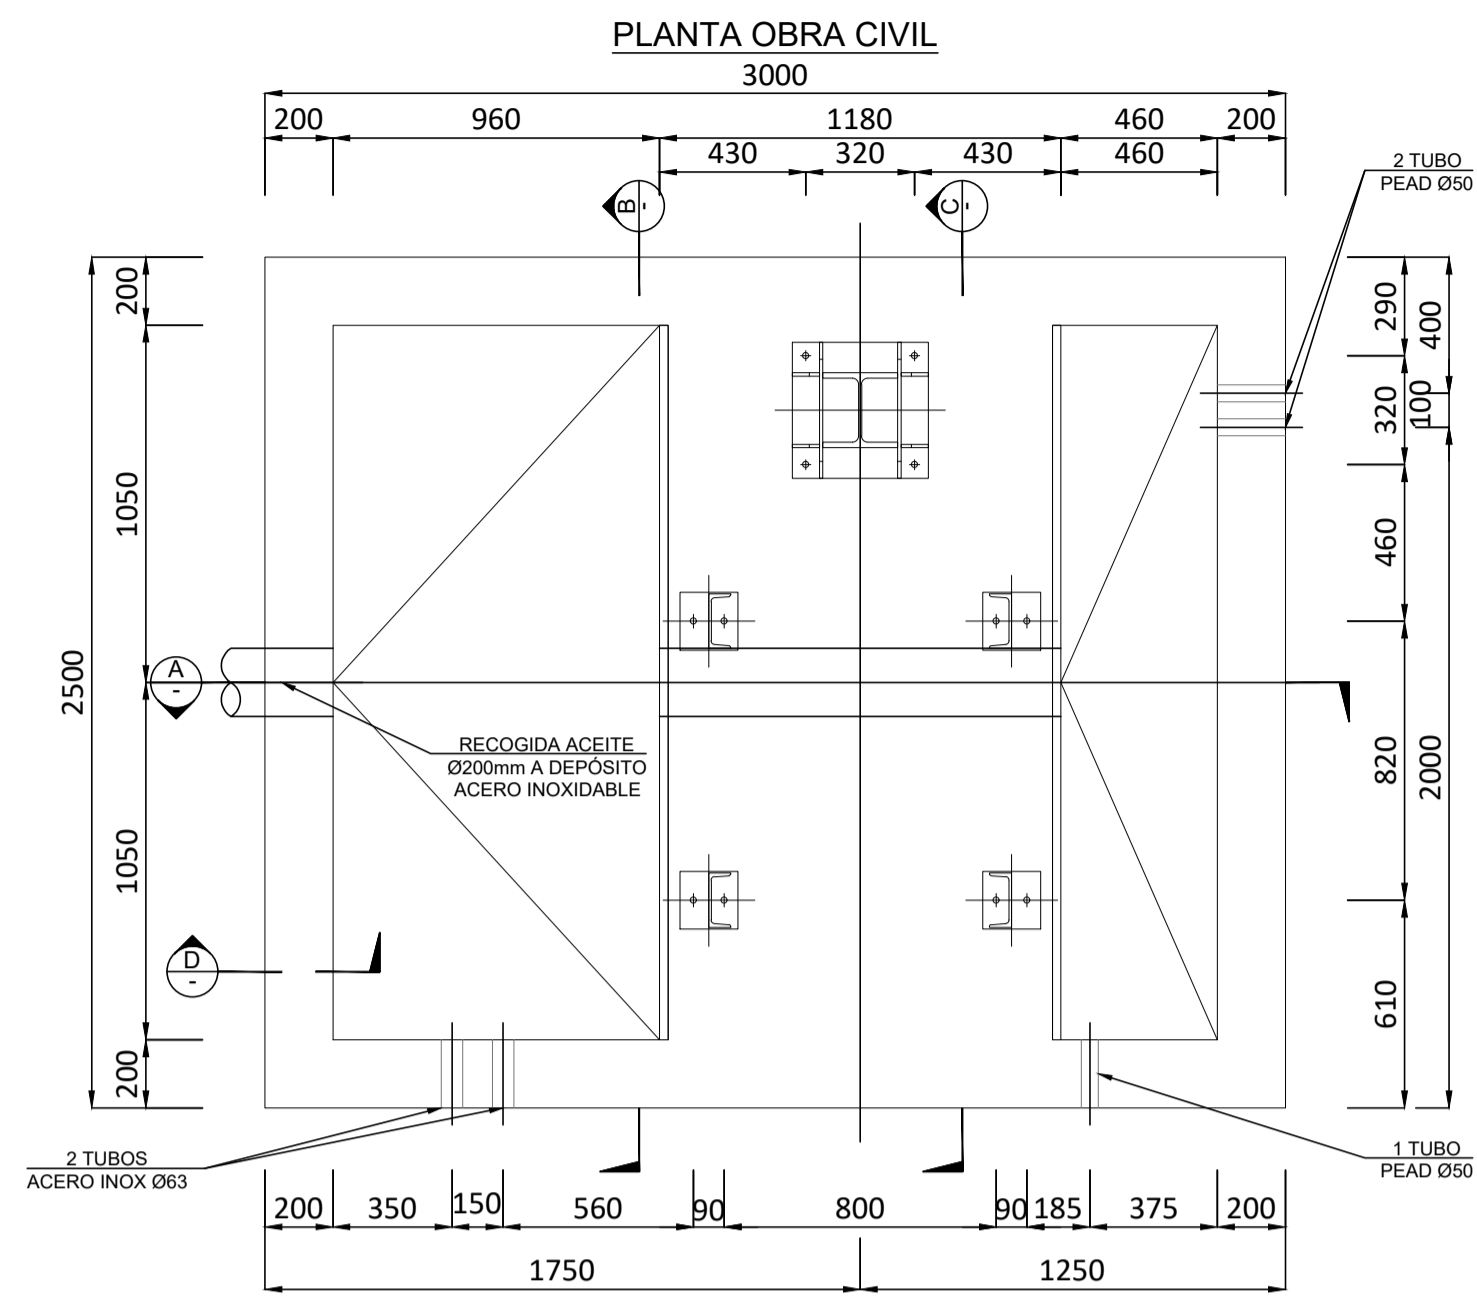 PLANTA OBRA CIVIL
3000
200 960 1180 460 200
430 320 430 460
2 TUBO
PEAD Ø50
B
-
C
-
200
1050
2500
1050
200
290
400
320
100
460
820
2000
610
A
-
RECOGIDA ACEITE
Ø200mm A DEPÓSITO
ACERO INOXIDABLE
D
-
2 TUBOS
ACERO INOX Ø63
1 TUBO
PEAD Ø50
200 350 150 560 90 800 90 185 375 200
1750 1250